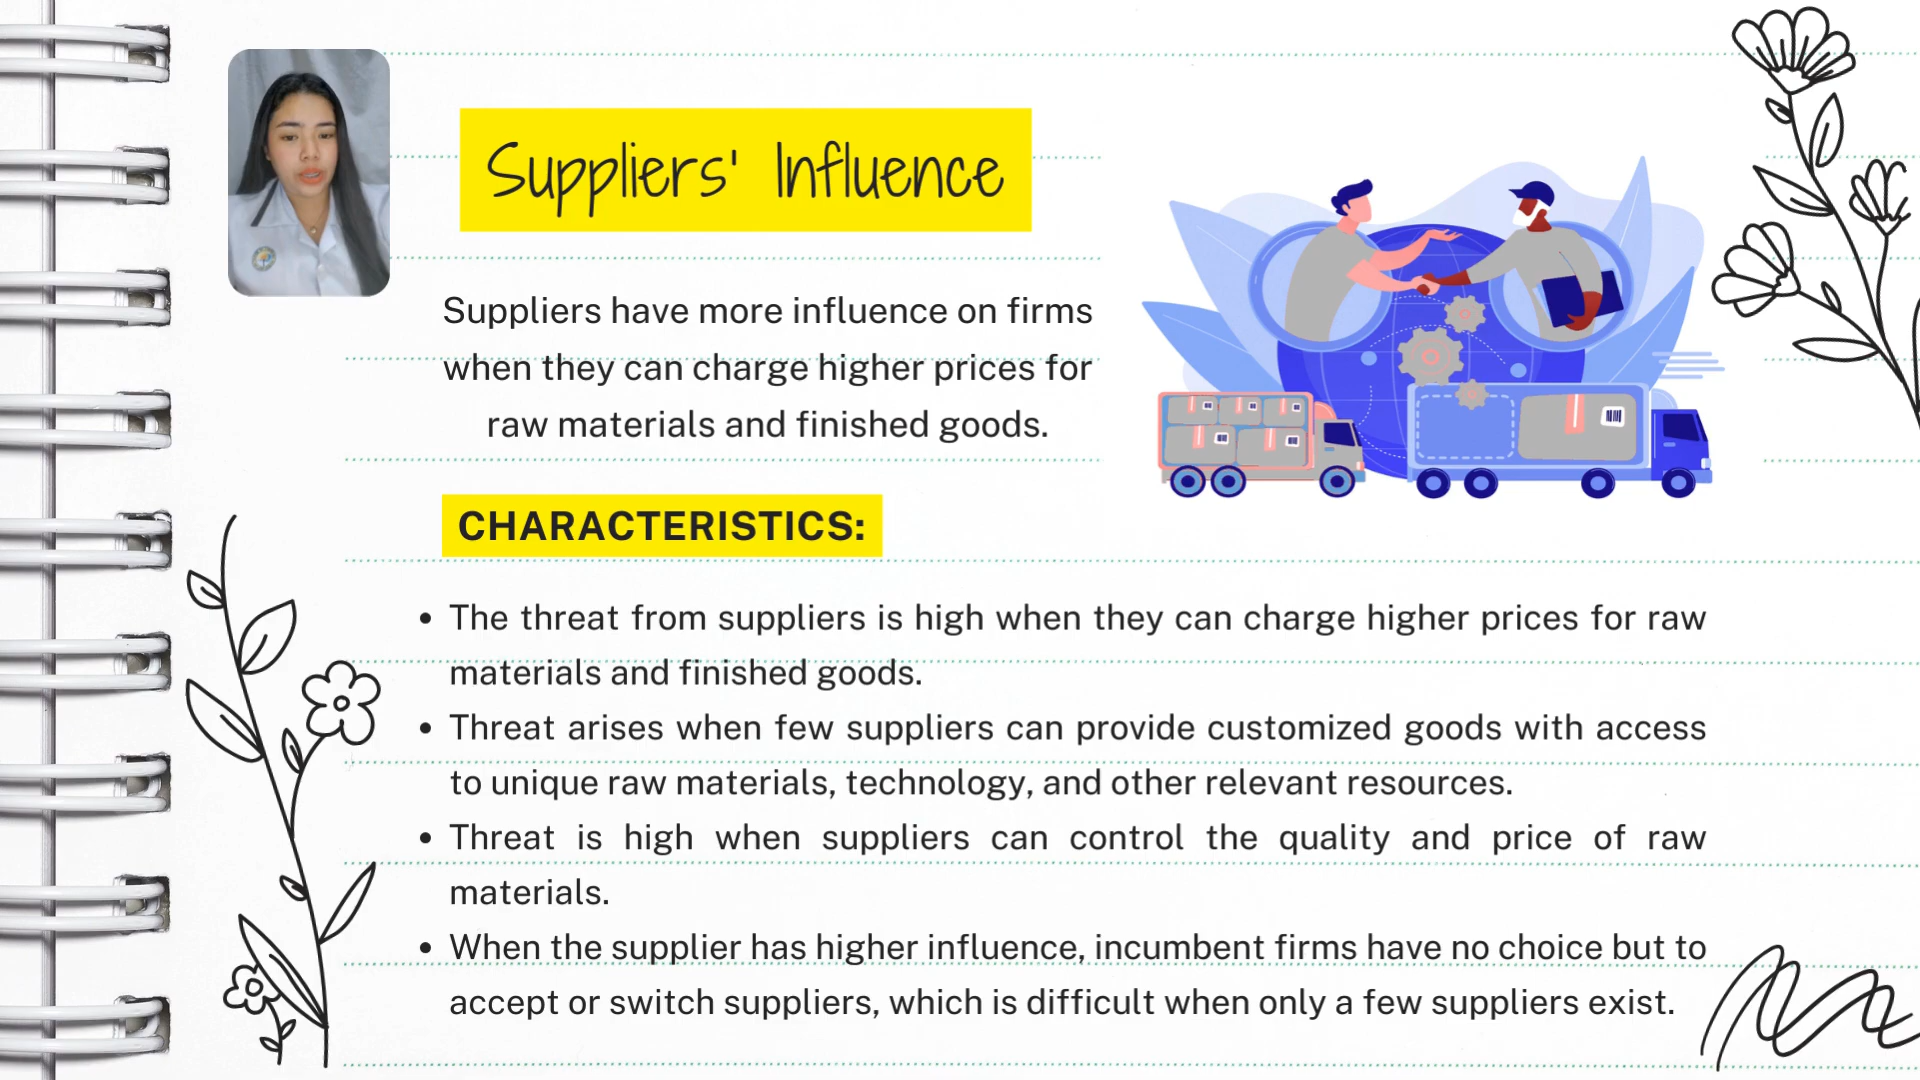 Suppliers' Influence
Suppliers have more influence on firms
when they can charge higher prices for
raw materials and finished goods.
CHARACTERISTICS:
• The threat from suppliers is high when they can charge higher prices for raw
materials and finished goods.
• Threat arises when few suppliers can provide customized goods with access
to unique raw materials, technology, and other relevant resources.
• Threat is high when suppliers can control the quality and price of raw
materials.
• When the supplier has higher influence, incumbent firms have no choice but to
accept or switch suppliers, which is difficult when only a few suppliers exist.